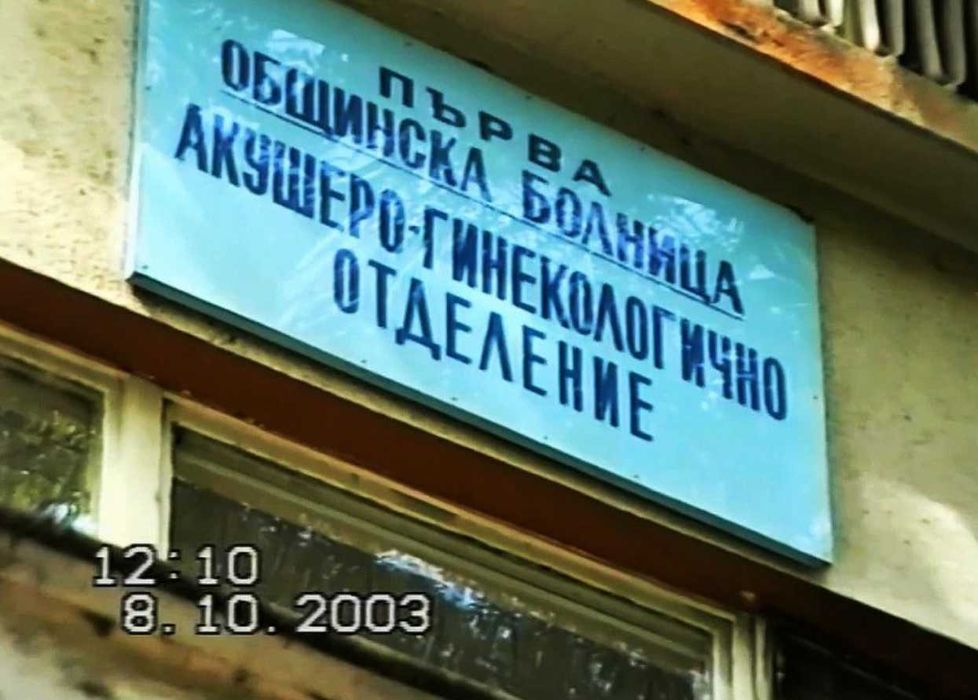 ПЪРВА
ОБЩИНСКА БОЛНИЦА
АКУШЕРО-ГИНЕКОЛОГИЧНО
ОТДЕЛЕНИЕ
12:10
8.10.2003